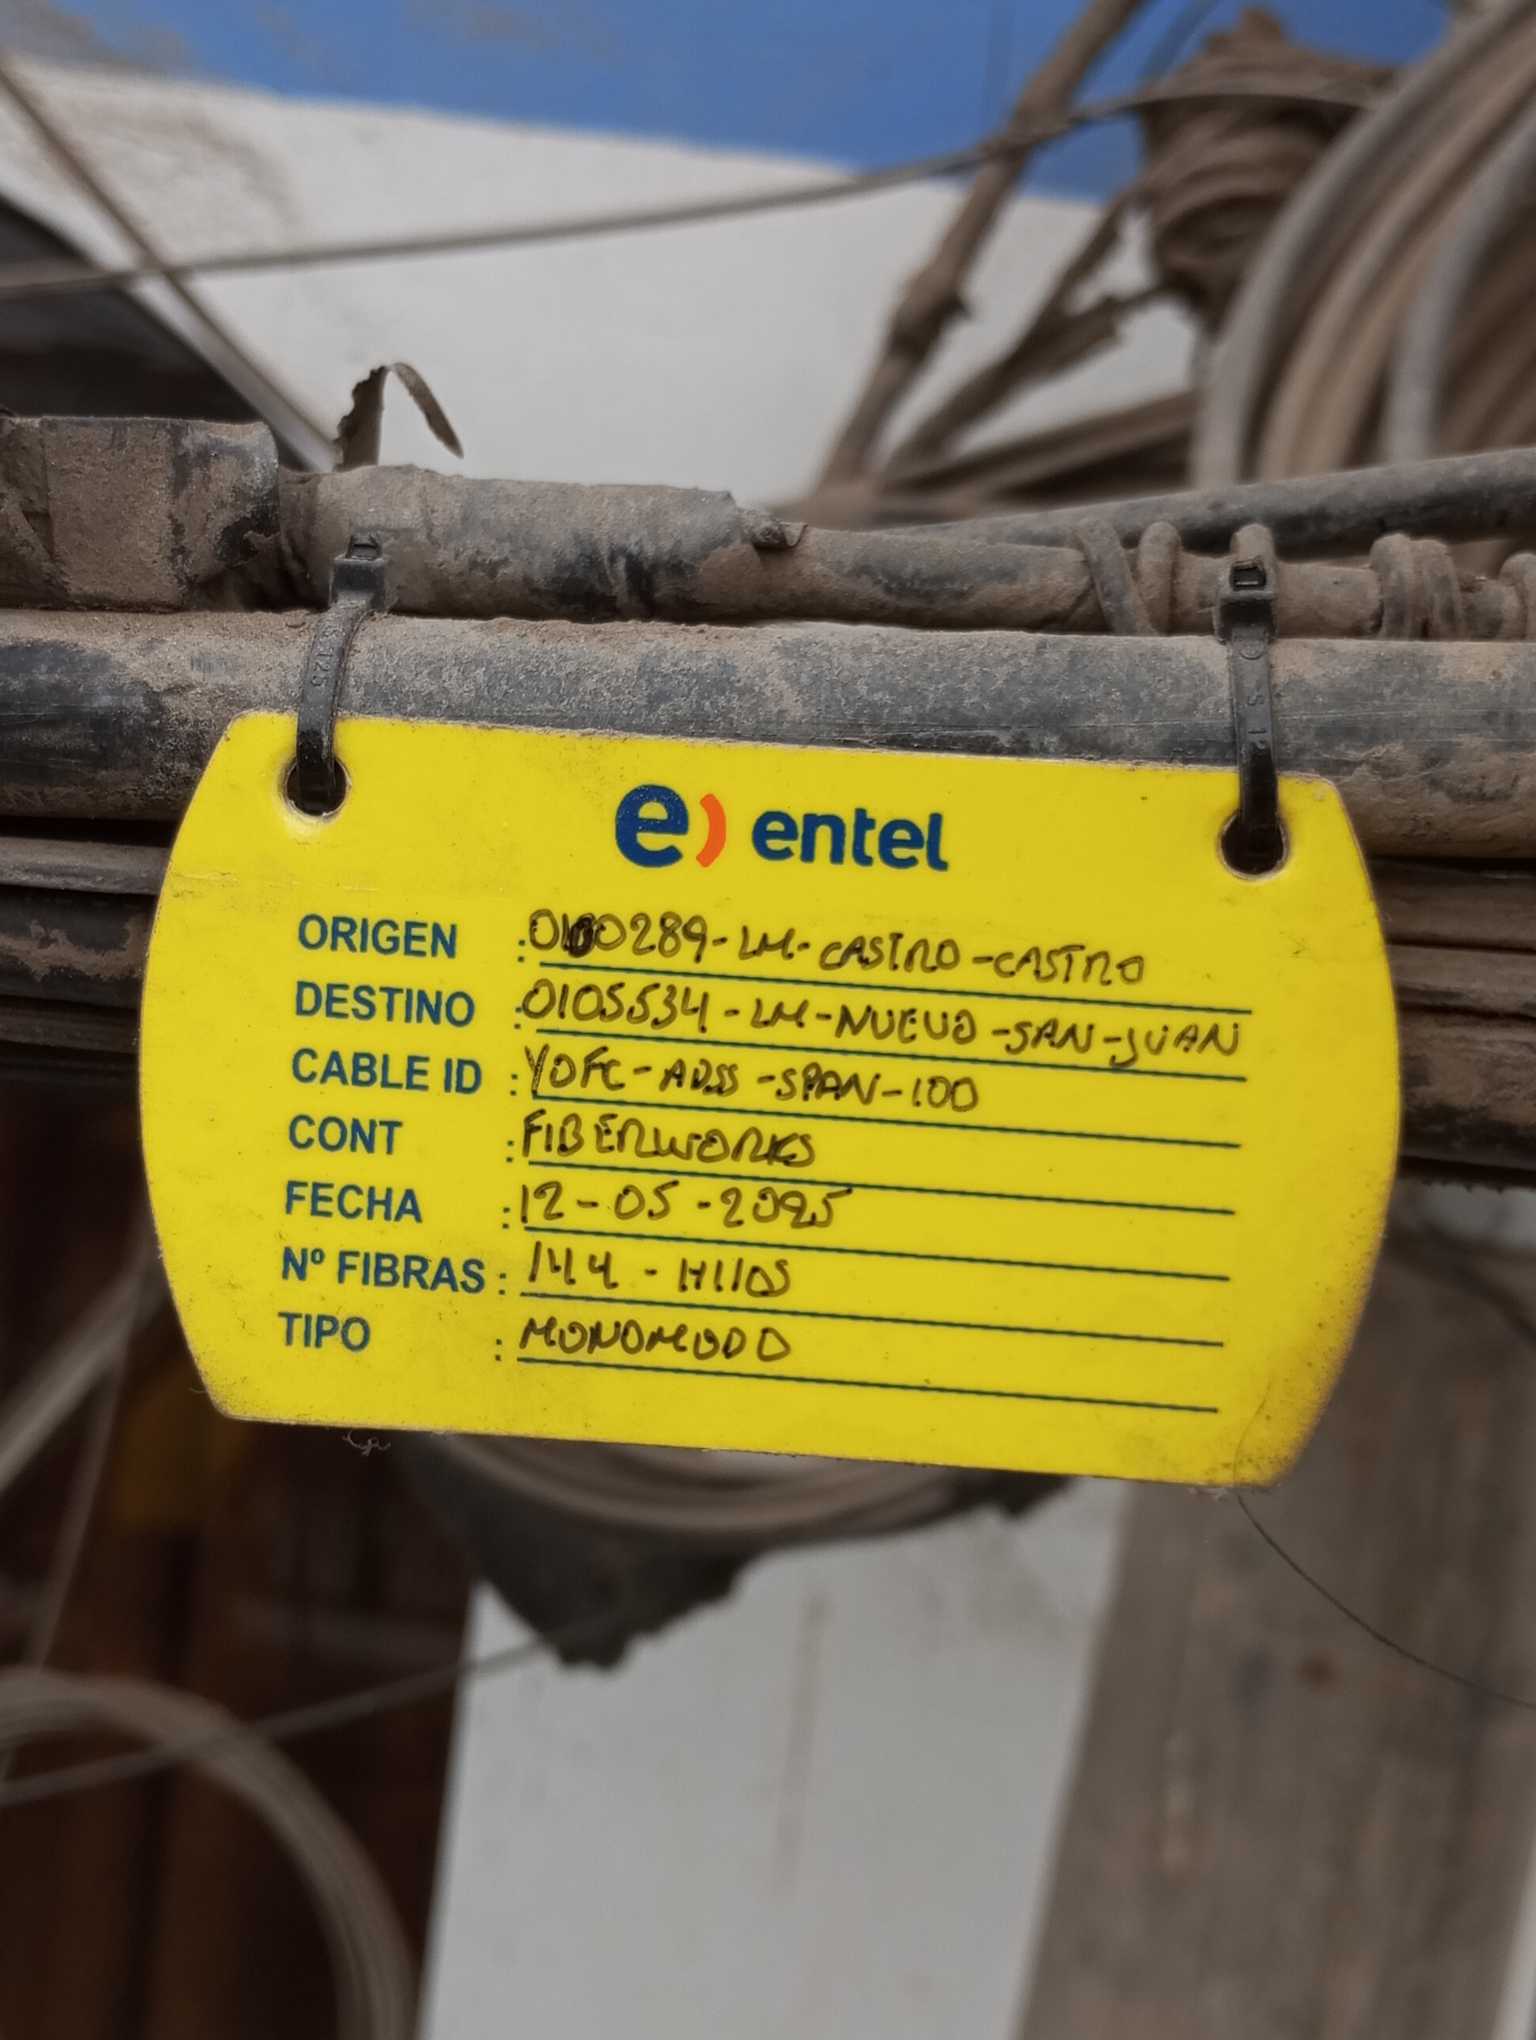 e) entel
ORIGEN : 0100289-LM-CASTRO-CASTRO
DESTINO : 0105534-LM-NUEVO-SAN-JUAN
CABLE ID : YOFC-ADSS-SPAN-100
CONT : FIBERWORKS
FECHA : 12-05-2025
Nº FIBRAS : 144-HILOS
TIPO : MONOMODO